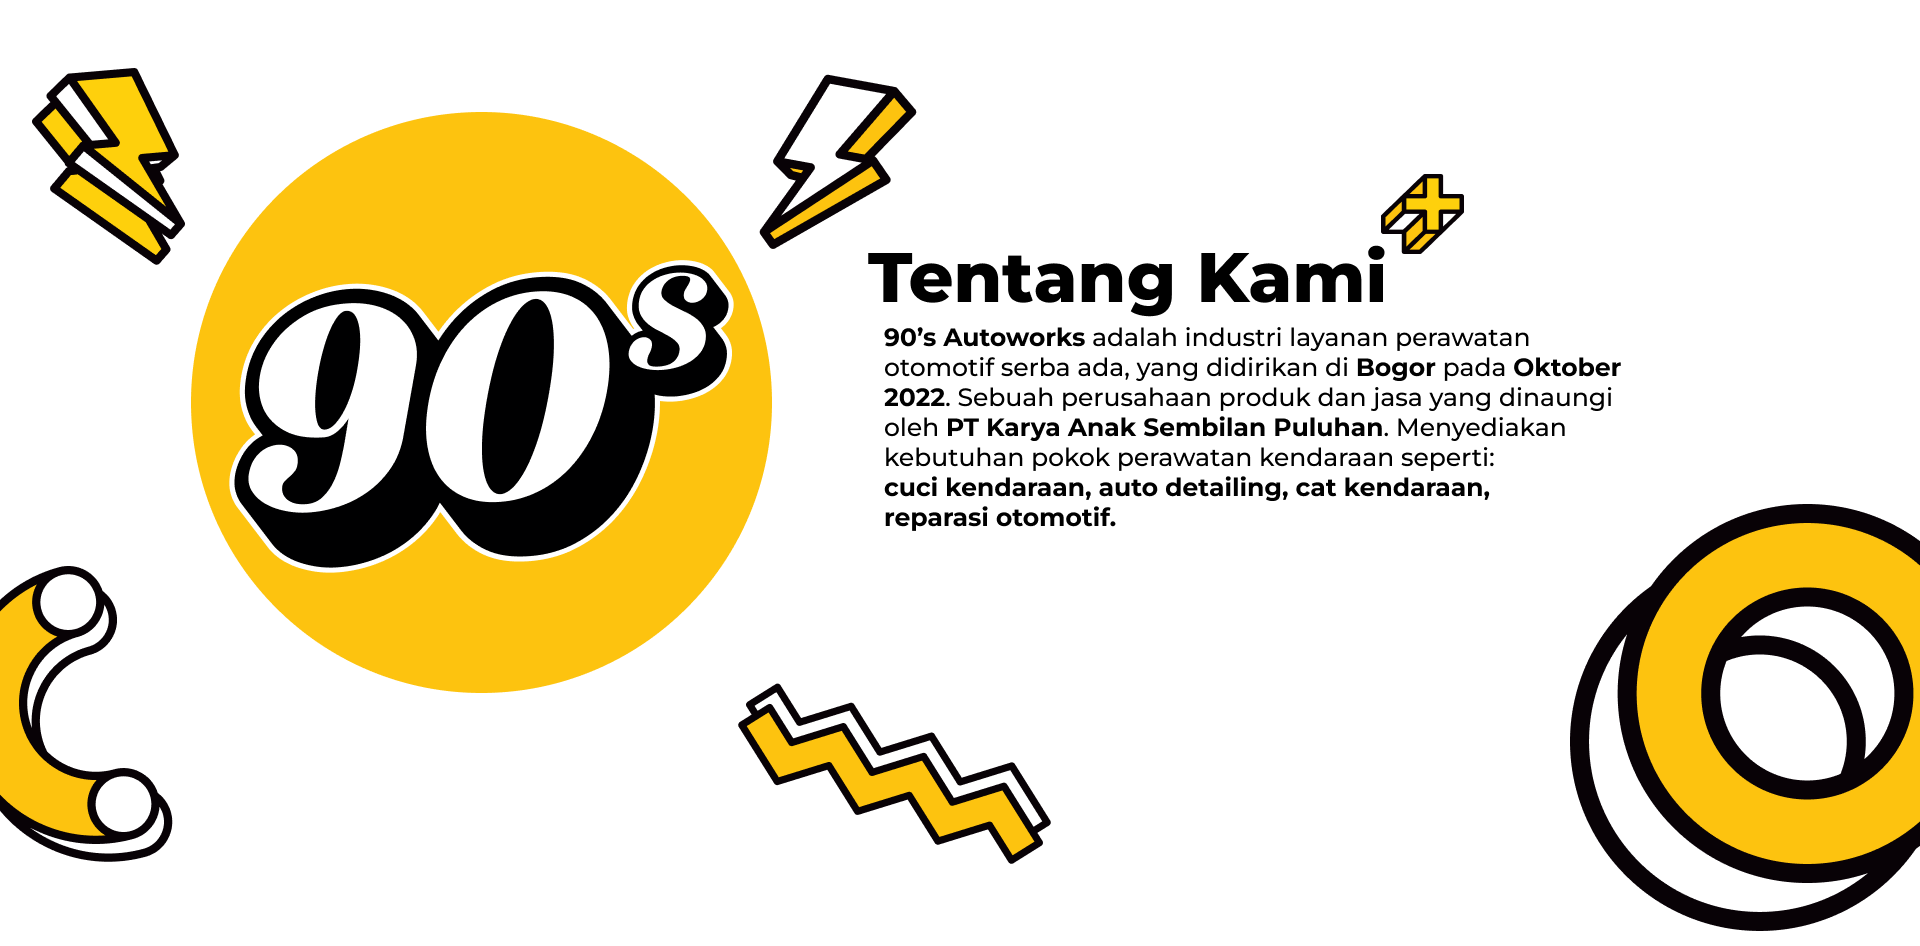 90s
Tentang Kami
90’s Autoworks adalah industri layanan perawatan
otomotif serba ada, yang didirikan di Bogor pada Oktober
2022. Sebuah perusahaan produk dan jasa yang dinaungi
oleh PT Karya Anak Sembilan Puluhan. Menyediakan
kebutuhan pokok perawatan kendaraan seperti:
cuci kendaraan, auto detailing, cat kendaraan,
reparasi otomotif.